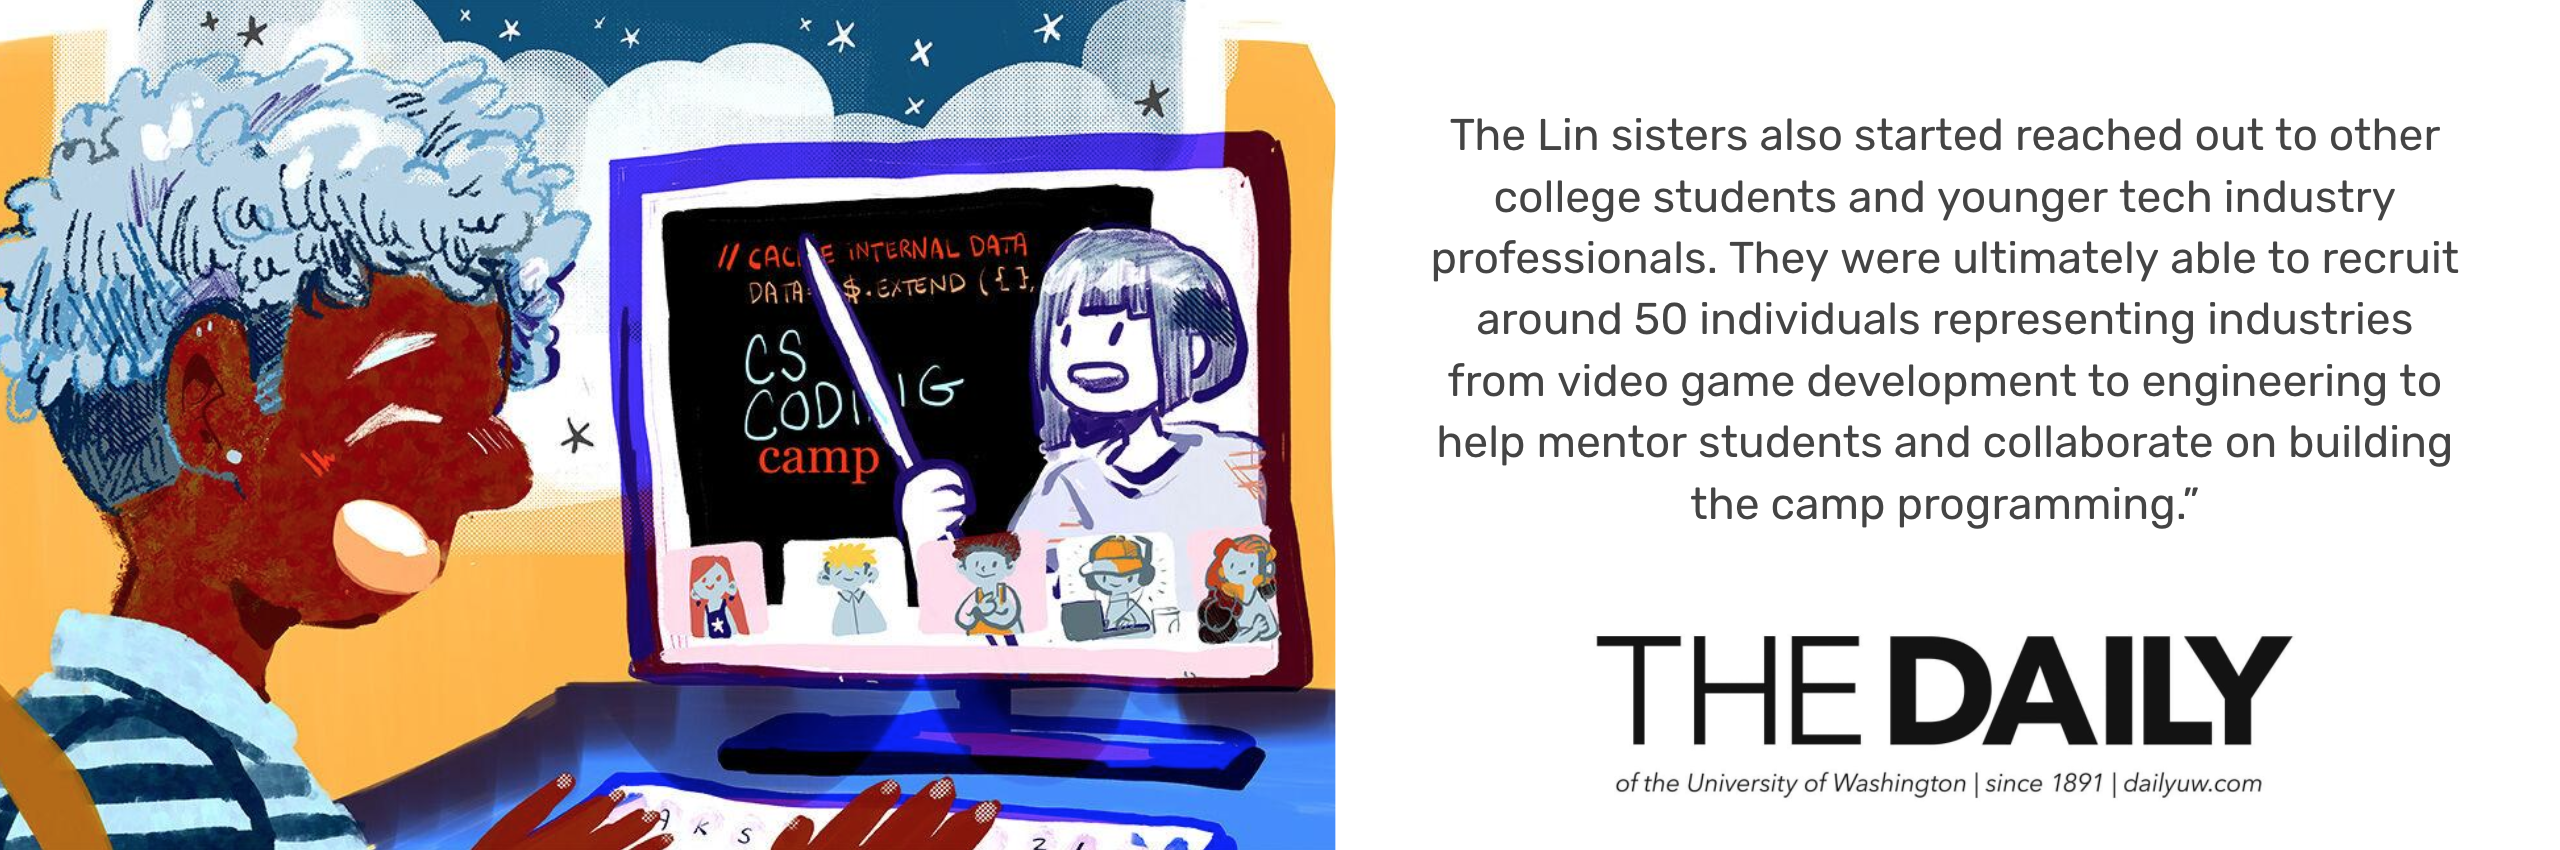 // CACHE INTERNAL DATA
DATA= $.EXTEND ({},
CS
CODING
camp
A K S
The Lin sisters also started reached out to other
college students and younger tech industry
professionals. They were ultimately able to recruit
around 50 individuals representing industries
from video game development to engineering to
help mentor students and collaborate on building
the camp programming.”
THE DAILY
of the University of Washington | since 1891 | dailyuw.com